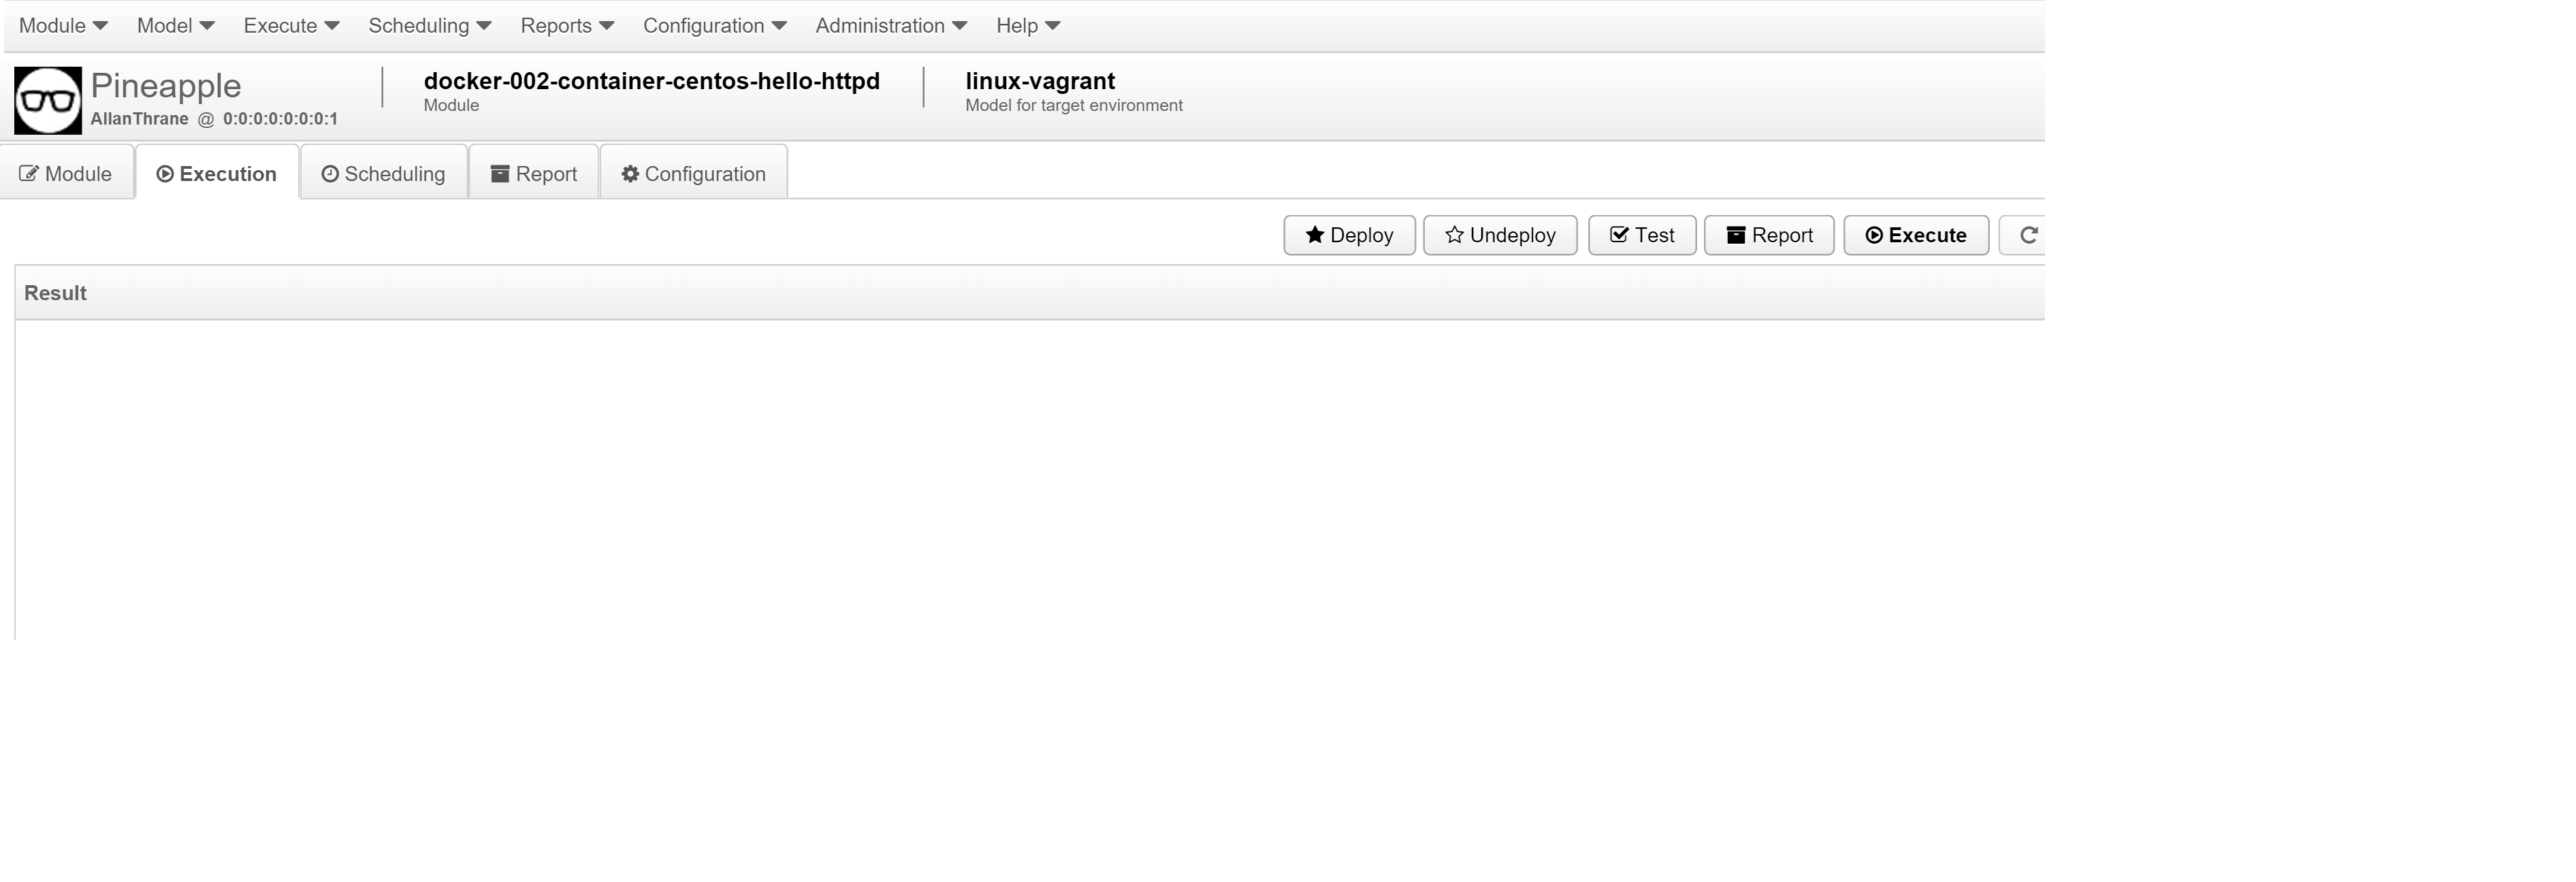 Module Model Execute Scheduling Reports Configuration Administration Help
Pineapple
AllanThrane @ 0:0:0:0:0:0:0:1
docker-002-container-centos-hello-httpd
Module
linux-vagrant
Model for target environment
Module Execution Scheduling Report Configuration
Deploy Undeploy Test Report Execute
Result